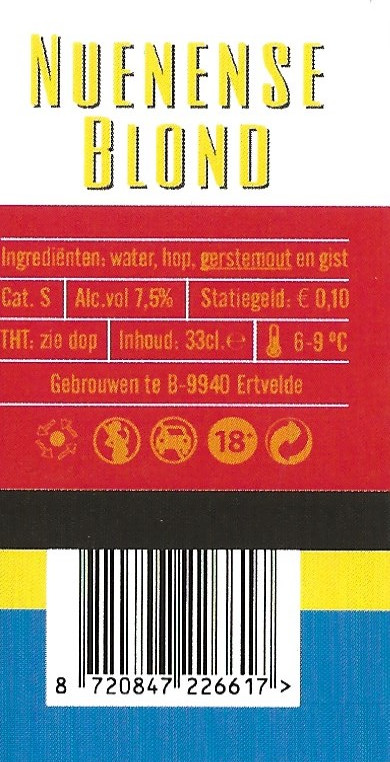 NUENENSE
BLOND
Ingrediënten: water, hop, gerstemout en gist
Cat. S Alc.vol 7,5% Statiegeld: € 0,10
THT: zie dop Inhoud: 33cl. ℮ 6-9 ºC
Gebrouwen te B-9940 Ertvelde
18+
8 720847 226617 >